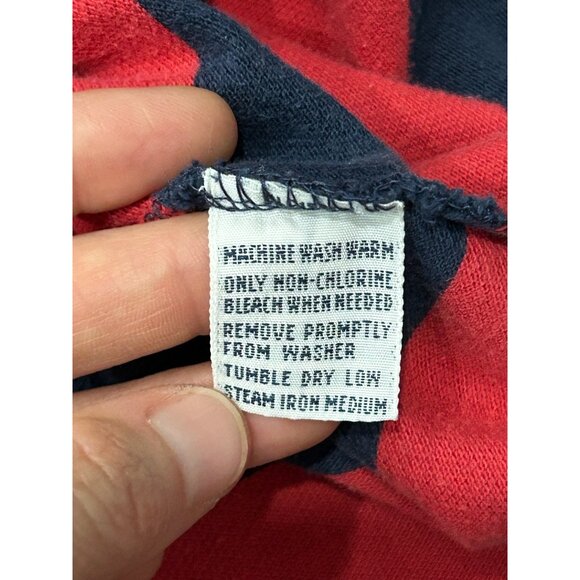 MACHINE WASH WARM
ONLY NON-CHLORINE
BLEACH WHEN NEEDED
REMOVE PROMPTLY
FROM WASHER
TUMBLE DRY LOW
STEAM IRON MEDIUM